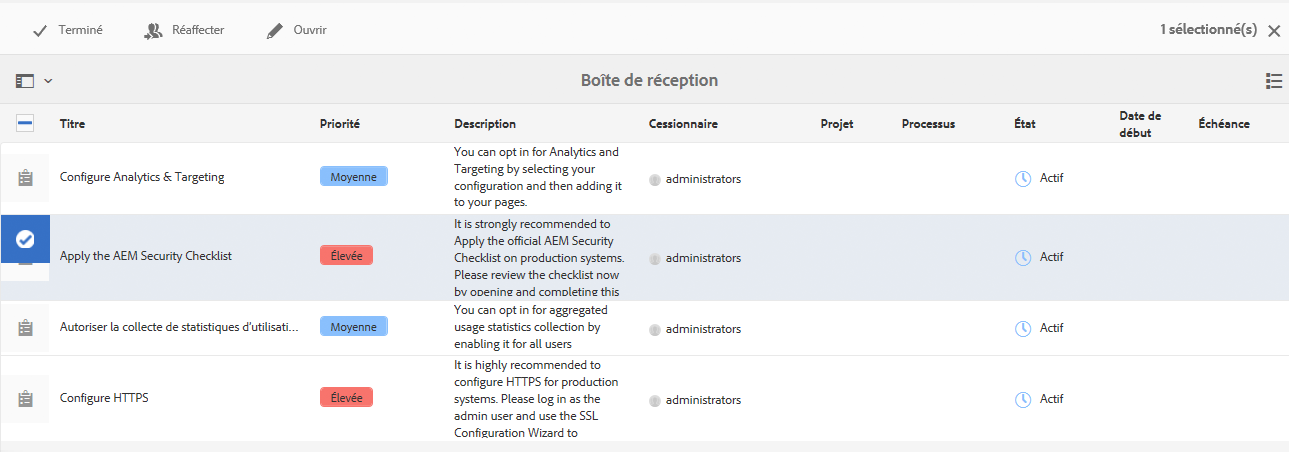 Terminé Réaffecter Ouvrir 1 sélectionné(s)
Boîte de réception
Titre Priorité Description Cessionnaire Projet Processus État Date de début Échéance
Configure Analytics & Targeting
Moyenne
You can opt in for Analytics and
Targeting by selecting your
configuration and then adding it
to your pages.
administrators
Actif
Apply the AEM Security Checklist
Élevée
It is strongly recommended to
Apply the official AEM Security
Checklist on production systems.
Please review the checklist now
by opening and completing this
administrators
Actif
Autoriser la collecte de statistiques d'utilisati...
Moyenne
You can opt in for aggregated
usage statistics collection by
enabling it for all users
administrators
Actif
Configure HTTPS
Élevée
It is highly recommended to
configure HTTPS for production
systems. Please log in as the
admin user and use the SSL
Configuration Wizard to
administrators
Actif